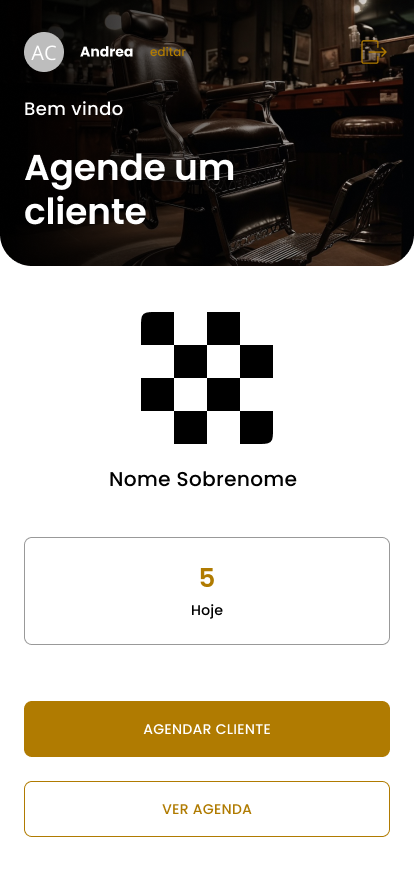 AC Andrea editar
Bem vindo
Agende um
cliente
Nome Sobrenome
5
Hoje
AGENDAR CLIENTE
VER AGENDA